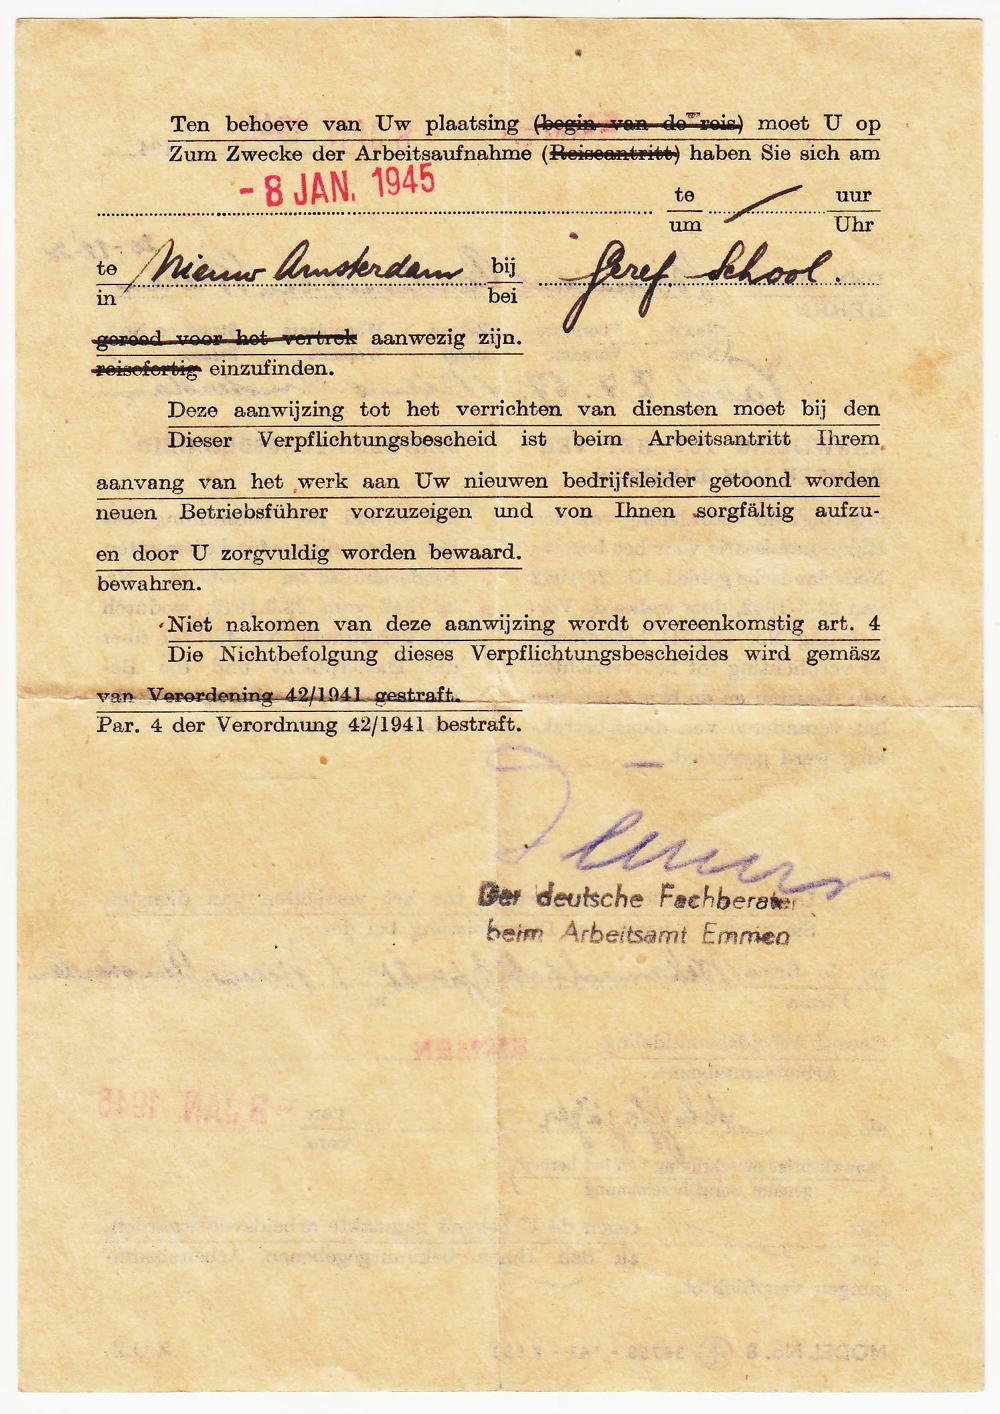 Ten behoeve van Uw plaatsing (begin van de reis) moet U op
Zum Zwecke der Arbeitsaufnahme (Reiseantritt) haben Sie sich am
- 8 JAN. 1945 te uur
um Uhr
te Nieuw Amsterdam bij Geref. School.
in bei
gereed voor het vertrek aanwezig zijn.
reisefertig einzufinden.
Deze aanwijzing tot het verrichten van diensten moet bij den
Dieser Verpflichtungsbescheid ist beim Arbeitsantritt Ihrem
aanvang van het werk aan Uw nieuwen bedrijfsleider getoond worden
neuen Betriebsführer vorzuzeigen und von Ihnen sorgfältig aufzu-
en door U zorgvuldig worden bewaard.
bewahren.
Niet nakomen van deze aanwijzing wordt overeenkomstig art. 4
Die Nichtbefolgung dieses Verpflichtungsbescheides wird gemäsz
van Verordening 42/1941 gestraft.
Par. 4 der Verordnung 42/1941 bestraft.
Der deutsche Fachberater
beim Arbeitsamt Emmen